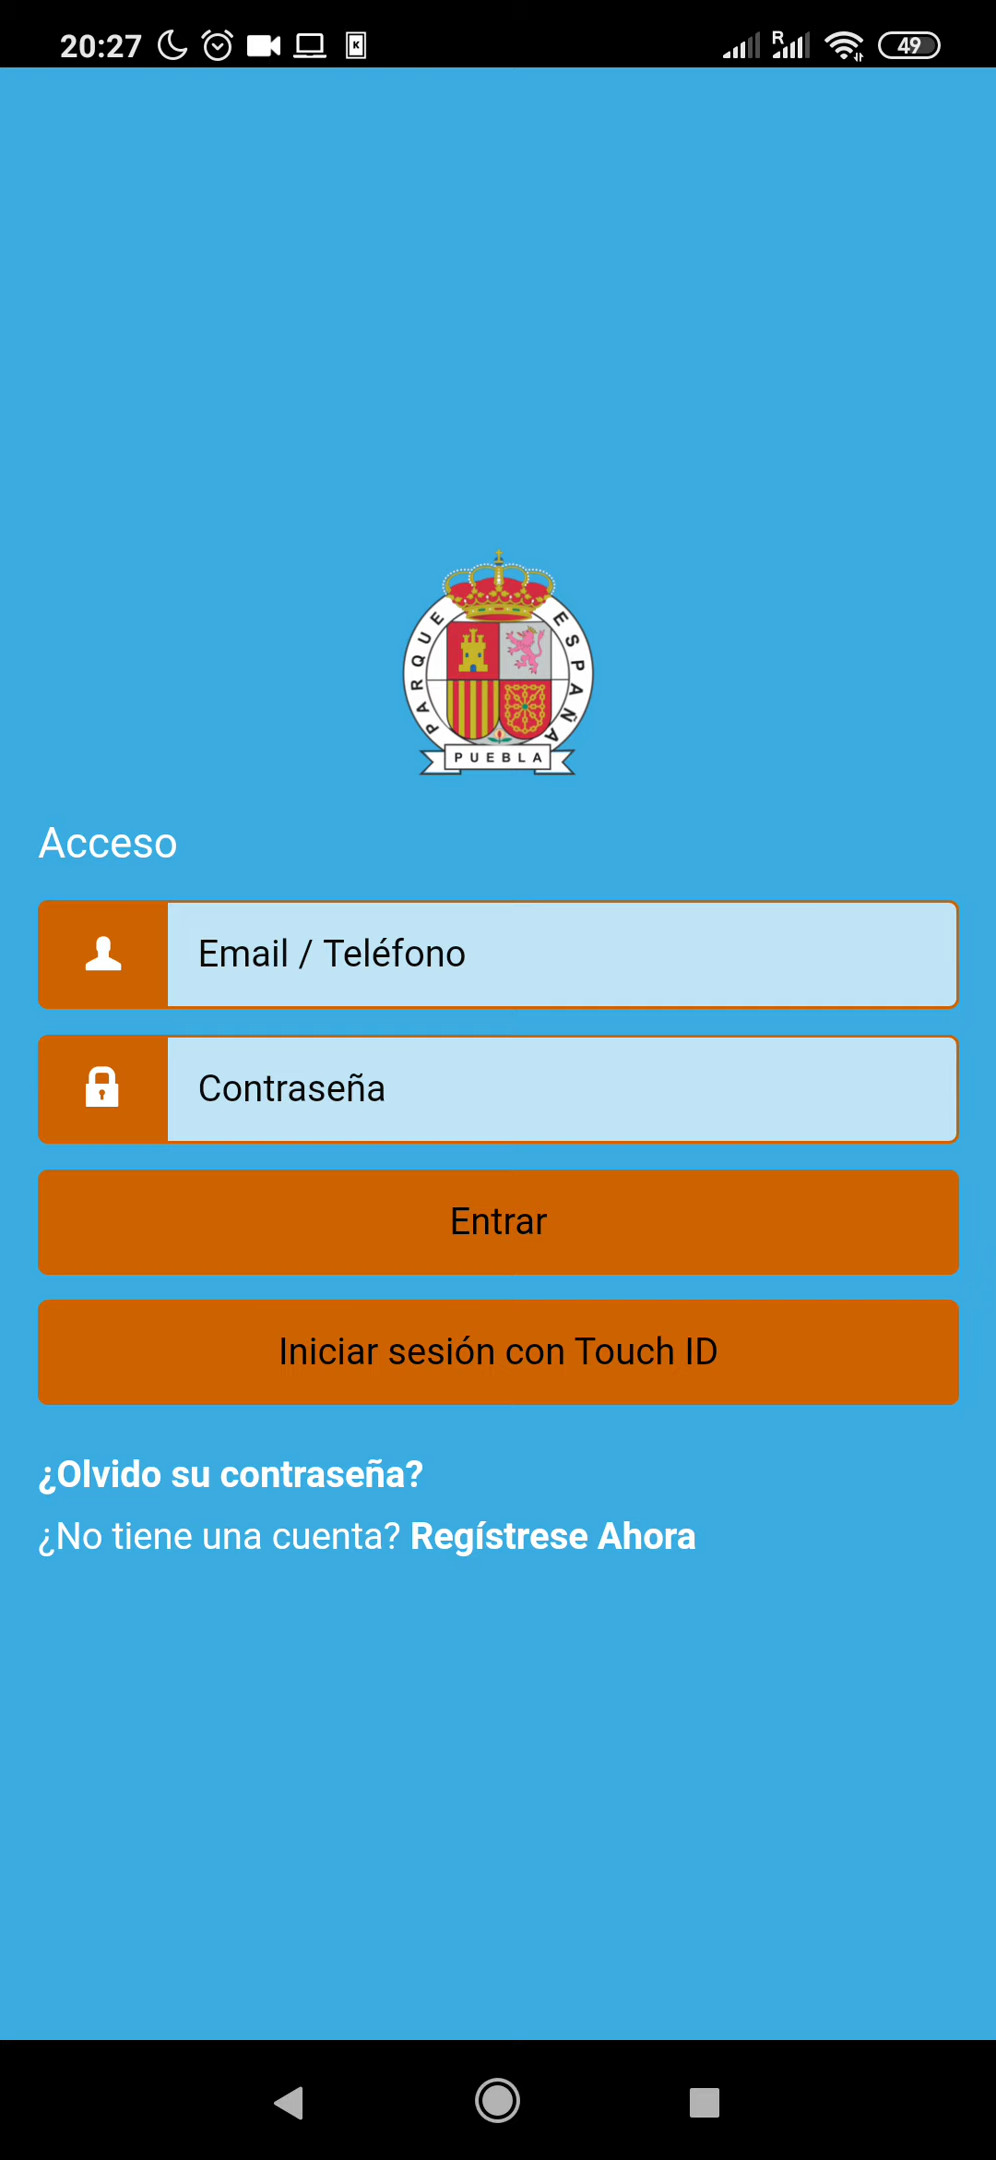 20:27
R
49
PARQUE ESPAÑA
PUEBLA
Acceso
Email / Teléfono
Contraseña
Entrar
Iniciar sesión con Touch ID
¿Olvido su contraseña?
¿No tiene una cuenta? Regístrese Ahora